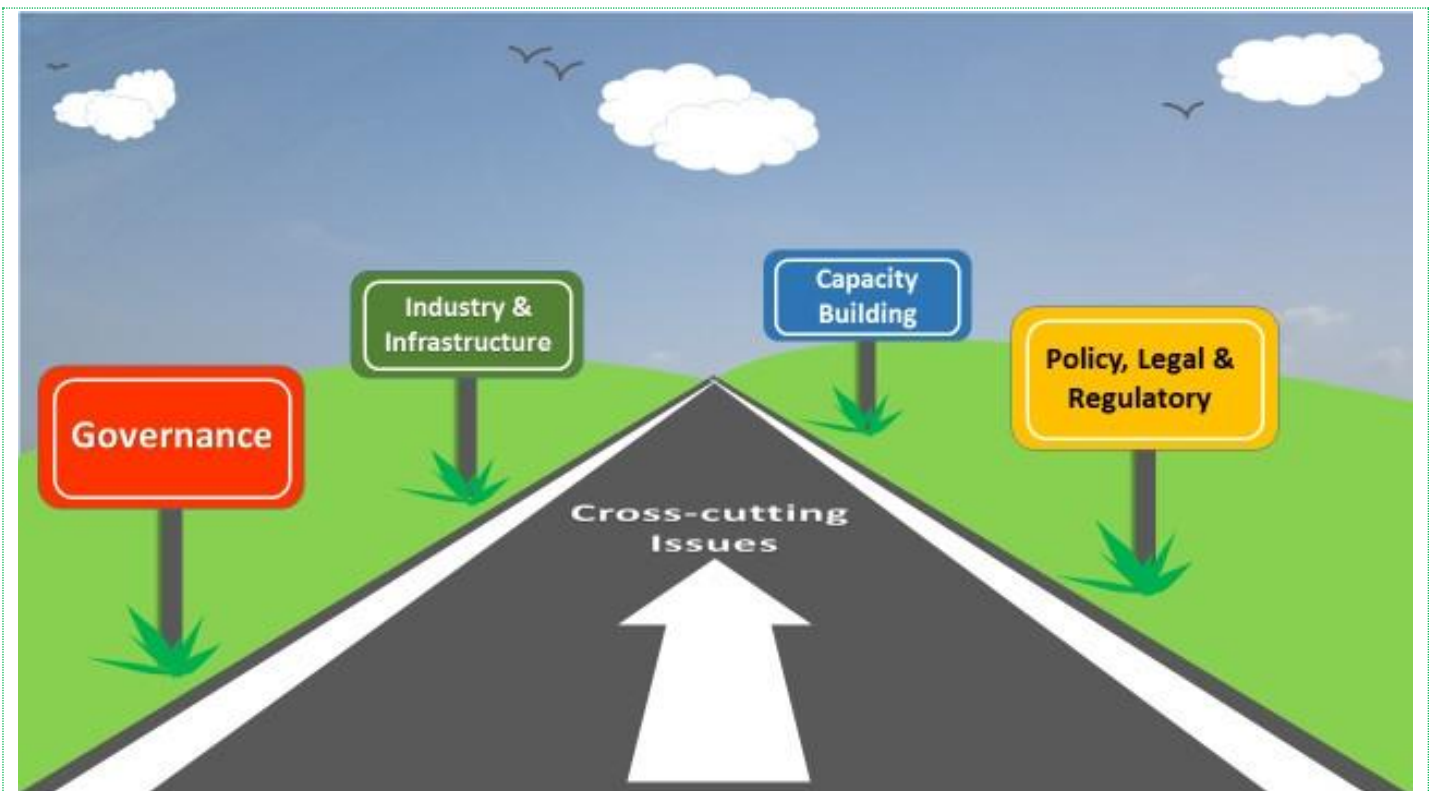 Governance
Industry &
Infrastructure
Capacity
Building
Policy, Legal &
Regulatory
Cross-cutting
Issues